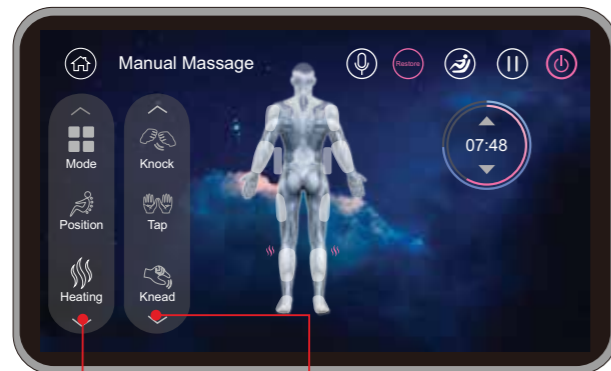 Manual Massage
Restore
07:48
Mode
Knock
Position
Tap
Heating
Knead